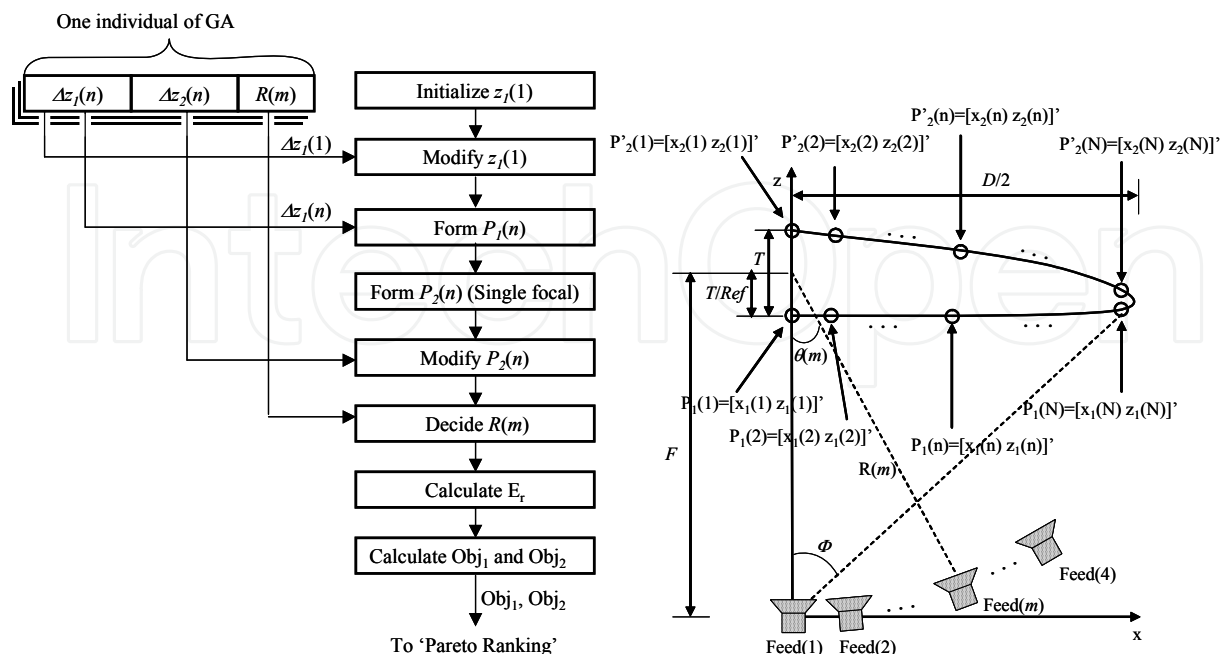 One individual of GA
Δz1(n) Δz2(n) R(m)
Initialize z1(1)
Δz1(1)
Modify z1(1)
Δz1(n)
Form P1(n)
Form P2(n) (Single focal)
Modify P2(n)
Decide R(m)
Calculate Er
Calculate Obj1 and Obj2
Obj1, Obj2
To ‘Pareto Ranking’
P’2(n)=[x2(n) z2(n)]’
P’2(1)=[x2(1) z2(1)]’
P’2(2)=[x2(2) z2(2)]’
P’2(N)=[x2(N) z2(N)]’
z
D/2
...
...
T
T/Ref
...
...
θ(m)
P1(1)=[x1(1) z1(1)]’
P1(N)=[x1(N) z1(N)]’
P1(2)=[x1(2) z1(2)]’
P1(n)=[x1(n) z1(n)]’
F
R(m)
Φ
...
Feed(4)
...
Feed(m)
Feed(1)
Feed(2)
x
IntechOpen